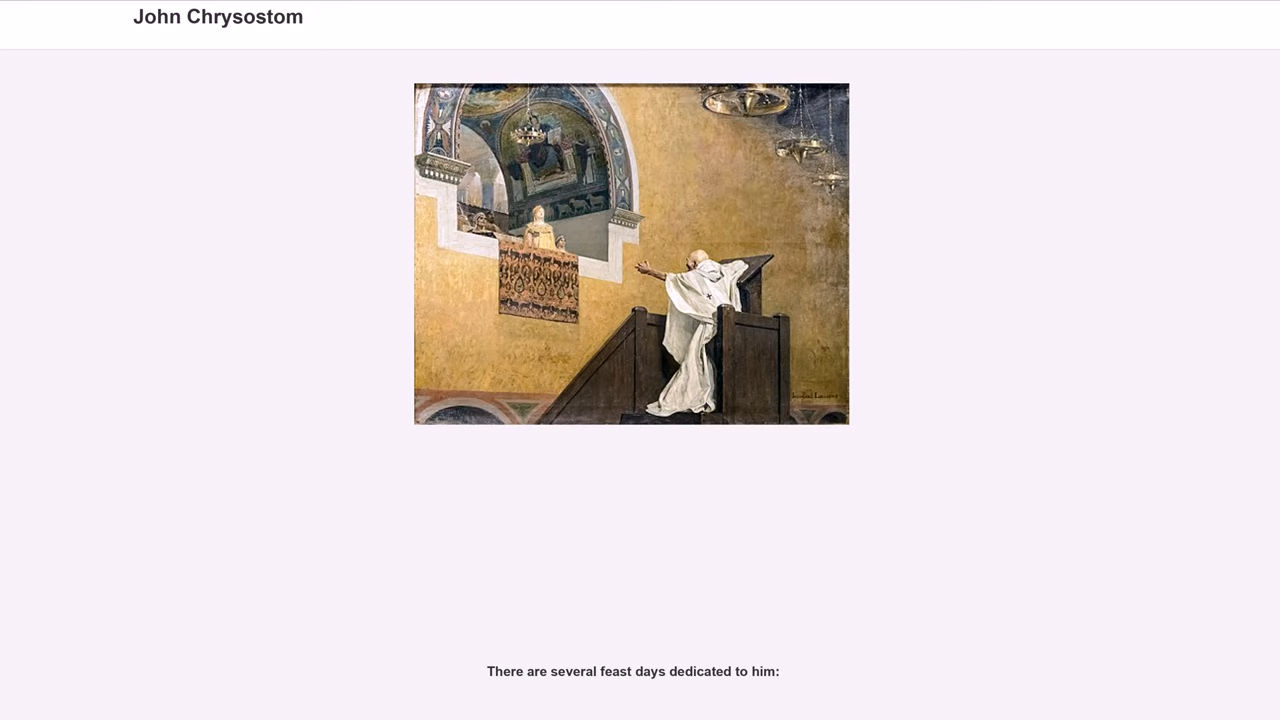 John Chrysostom
There are several feast days dedicated to him: